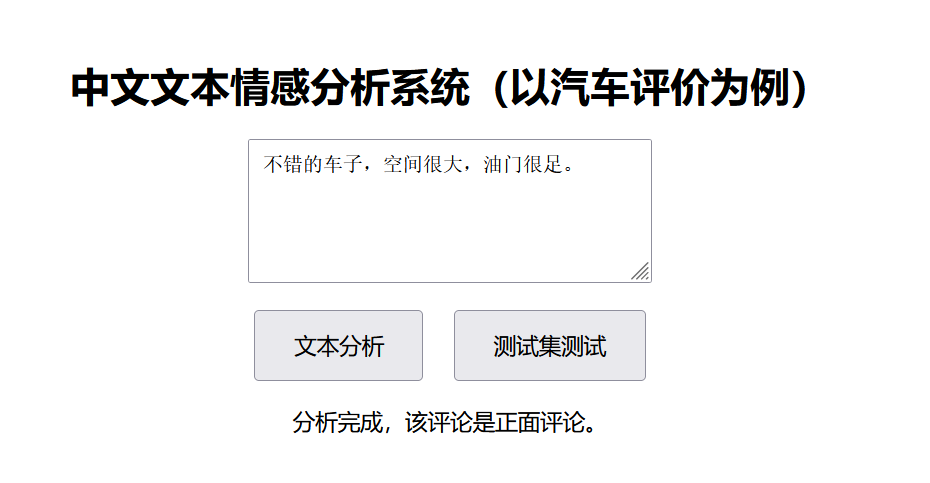 中文文本情感分析系统（以汽车评价为例）
不错的车子，空间很大，油门很足。
文本分析
测试集测试
分析完成，该评论是正面评论。